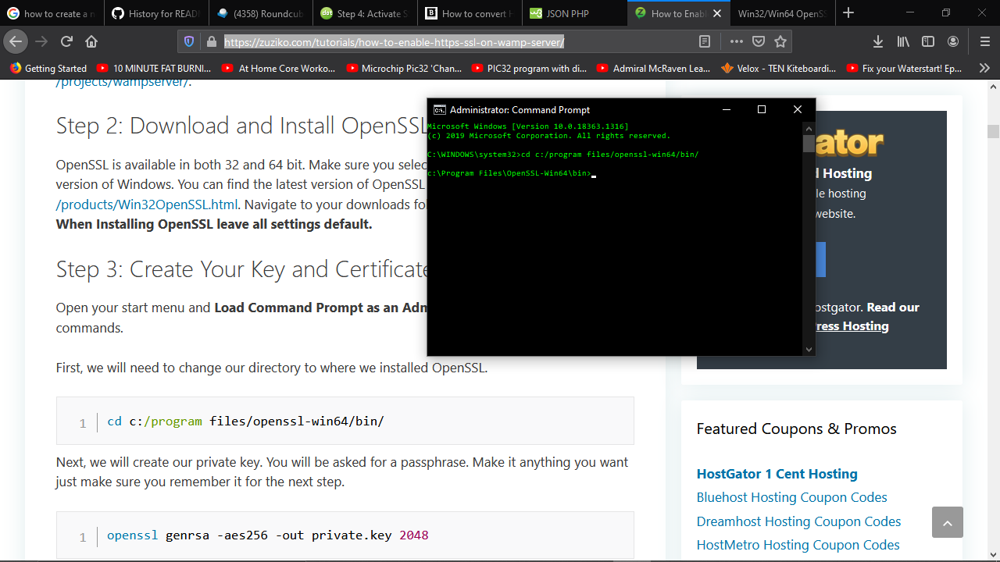 how to create a n
History for READ
(4358) Roundcub
Step 4: Activate S
How to convert H
JSON PHP
How to Enabl
Win32/Win64 OpenSS
https://zuziko.com/tutorials/how-to-enable-https-ssl-on-wamp-server/
Getting Started
10 MINUTE FAT BURNI...
At Home Core Worko...
Microchip Pic32 'Chan...
PIC32 program with di...
Admiral McRaven Lea...
Velox - TEN Kiteboardi...
Fix your Waterstart! Ep...
/projects/wampserver/.
Step 2: Download and Install OpenSSL
OpenSSL is available in both 32 and 64 bit. Make sure you selec
version of Windows. You can find the latest version of OpenSSL
/products/Win32OpenSSL.html. Navigate to your downloads fol
When Installing OpenSSL leave all settings default.
Step 3: Create Your Key and Certificate
Open your start menu and Load Command Prompt as an Adm
commands.
First, we will need to change our directory to where we installed OpenSSL.
1 cd c:/program files/openssl-win64/bin/
Next, we will create our private key. You will be asked for a passphrase. Make it anything you want
just make sure you remember it for the next step.
1 openssl genrsa -aes256 -out private.key 2048
Administrator: Command Prompt
Microsoft Windows [Version 10.0.18363.1316]
(c) 2019 Microsoft Corporation. All rights reserved.
C:\WINDOWS\system32>cd c:/program files/openssl-win64/bin/
c:\Program Files\OpenSSL-Win64\bin>
gator
d Hosting
le hosting
website.
ostgator. Read our
Press Hosting
Featured Coupons & Promos
HostGator 1 Cent Hosting
Bluehost Hosting Coupon Codes
Dreamhost Hosting Coupon Codes
HostMetro Hosting Coupon Codes